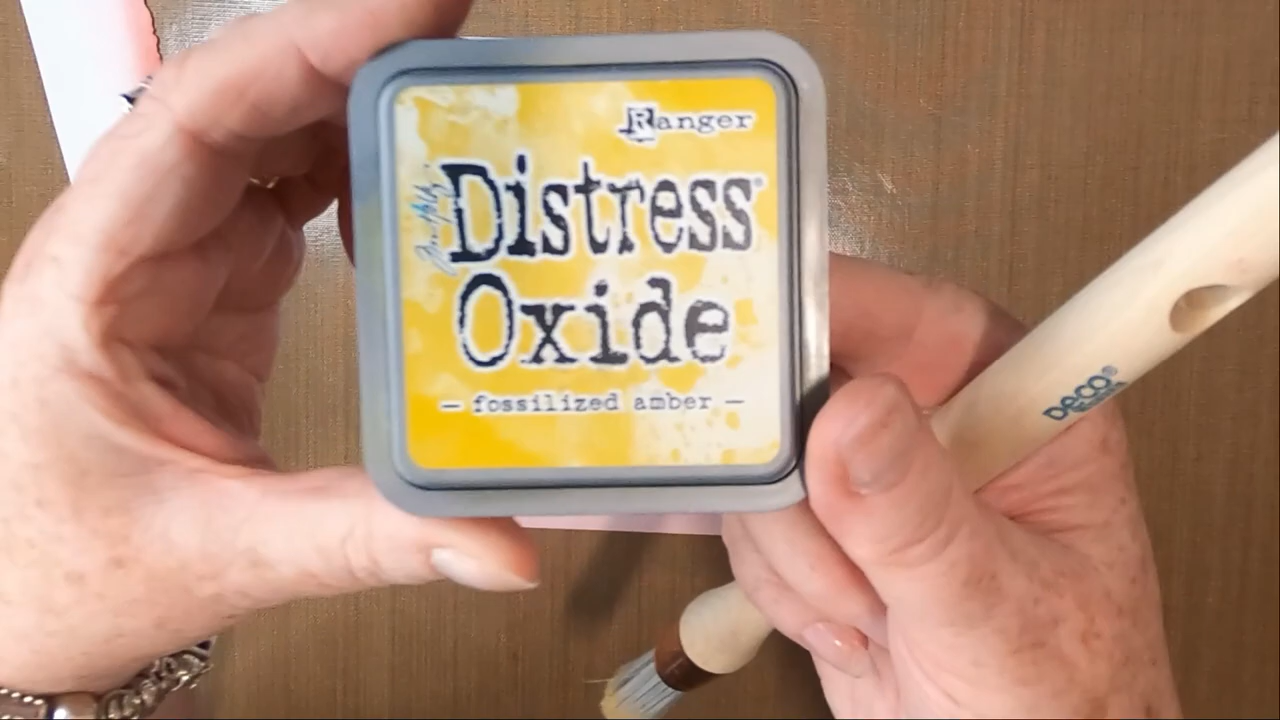 Ranger
Distress®
Oxide
— fossilized amber —
DECO®